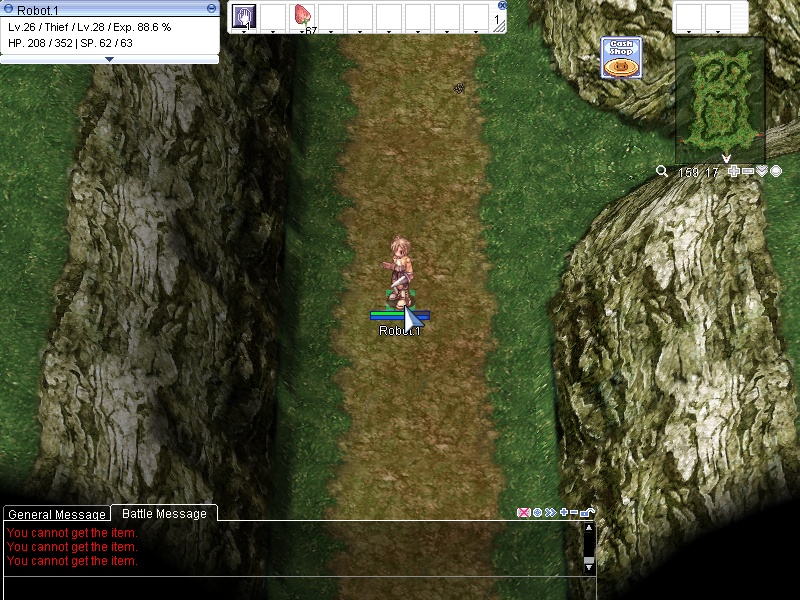 Robot.1
Lv.26 / Thief / Lv.28 / Exp. 88.6 %
HP. 208 / 352 | SP. 62 / 63
1
67
1
Cash
Shop
159 17
Robot.1
General Message
Battle Message
You cannot get the item.
You cannot get the item.
You cannot get the item.